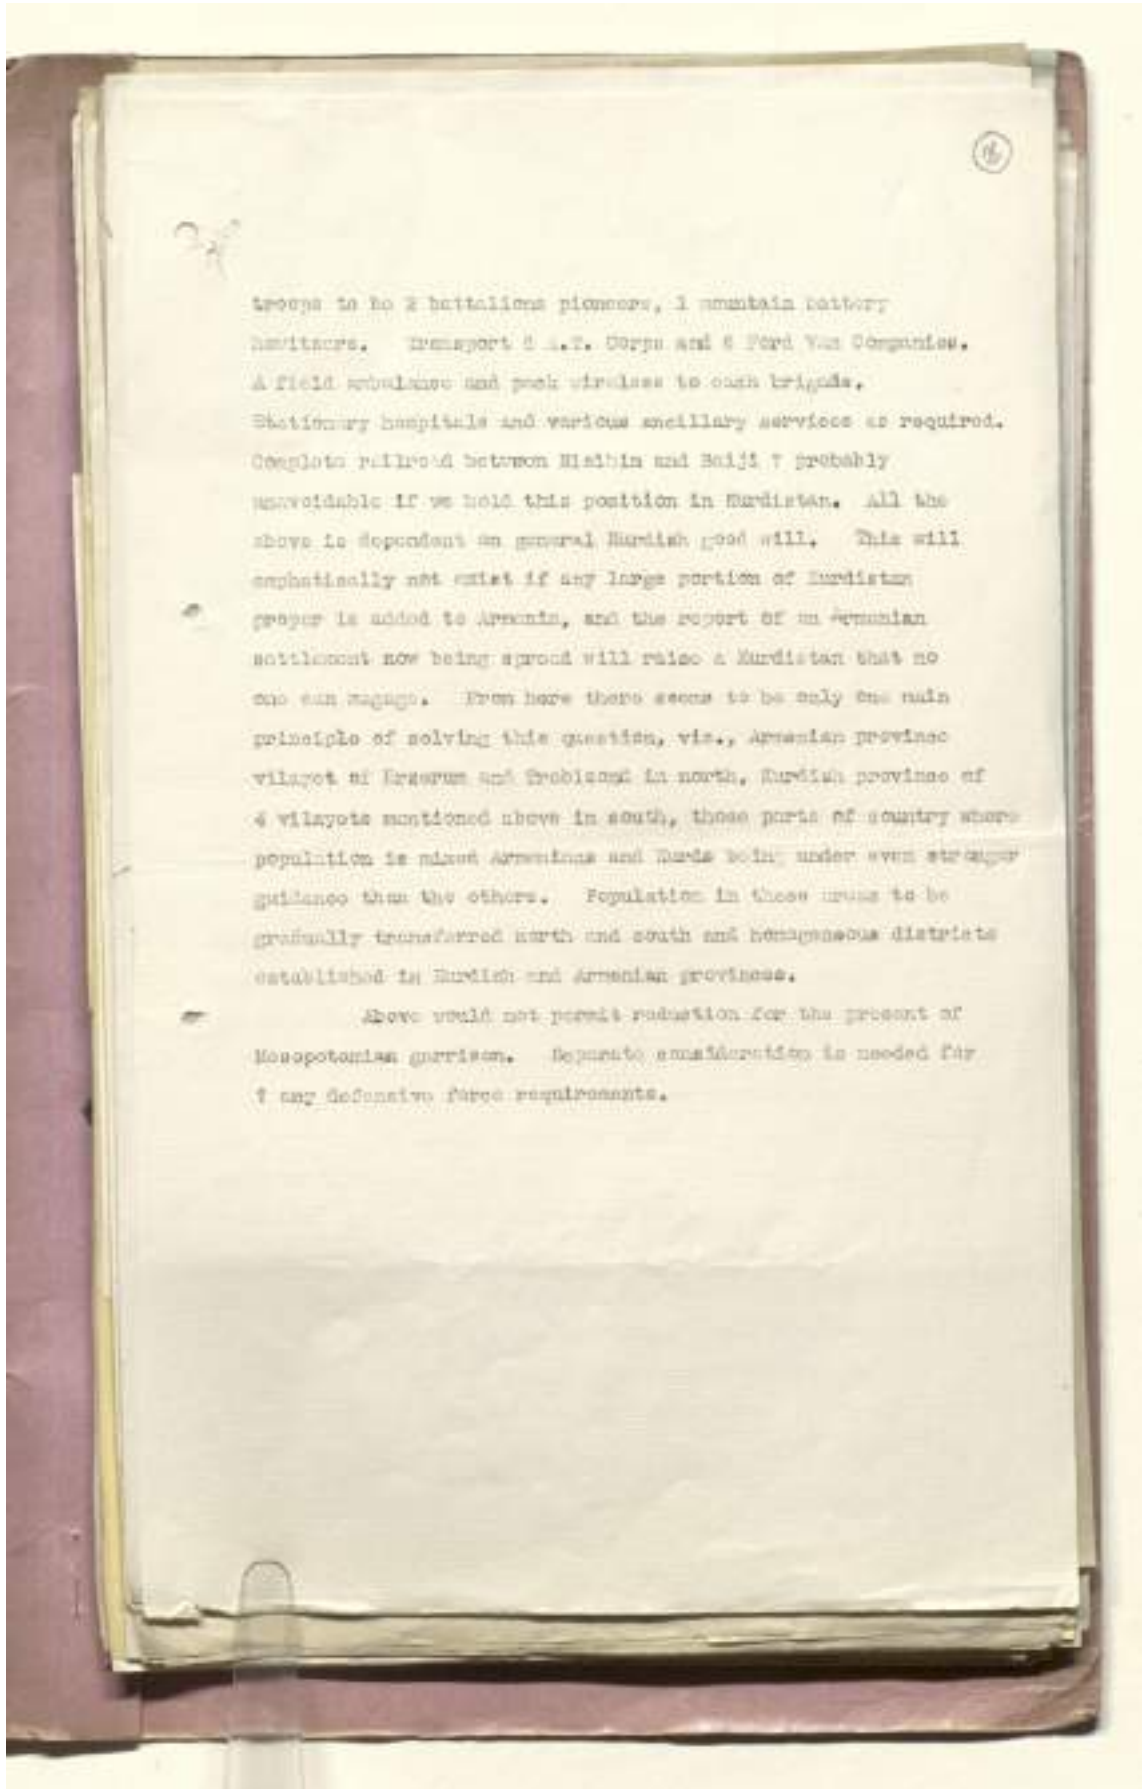 troops to be 2 battalions pioneers, 1 mountain battery
howitzers. Transport 6 A.T. Corps and 6 Ford Van Companies.
A field ambulance and pack wireless to each brigade.
Stationary hospitals and various ancillary services as required.
Complete railroad between Nisibin and Baiji ? probably
unavoidable if we hold this position in Kurdistan. All the
above is dependent on general Kurdish good will. This will
emphatically not exist if any large portion of Kurdistan
proper is added to Armenia, and the report of an Armenian
settlement now being spread will raise a Kurdistan that no
one can . From here there seems to be only one main
principle of solving this question, viz., Armenian province
vilayet of Erzerum and Trebizond in north, Kurdish province of
4 vilayets mentioned above in south, those parts of country where
population is mixed Armenians and Kurds being under even stronger
guidance than the others. Population in these areas to be
gradually transferred north and south and homogeneous districts
established in Kurdish and Armenian provinces.
Above would not permit reduction for the present of
Mesopotamian garrison. Separate consideration is needed for
? any defensive force requirements.